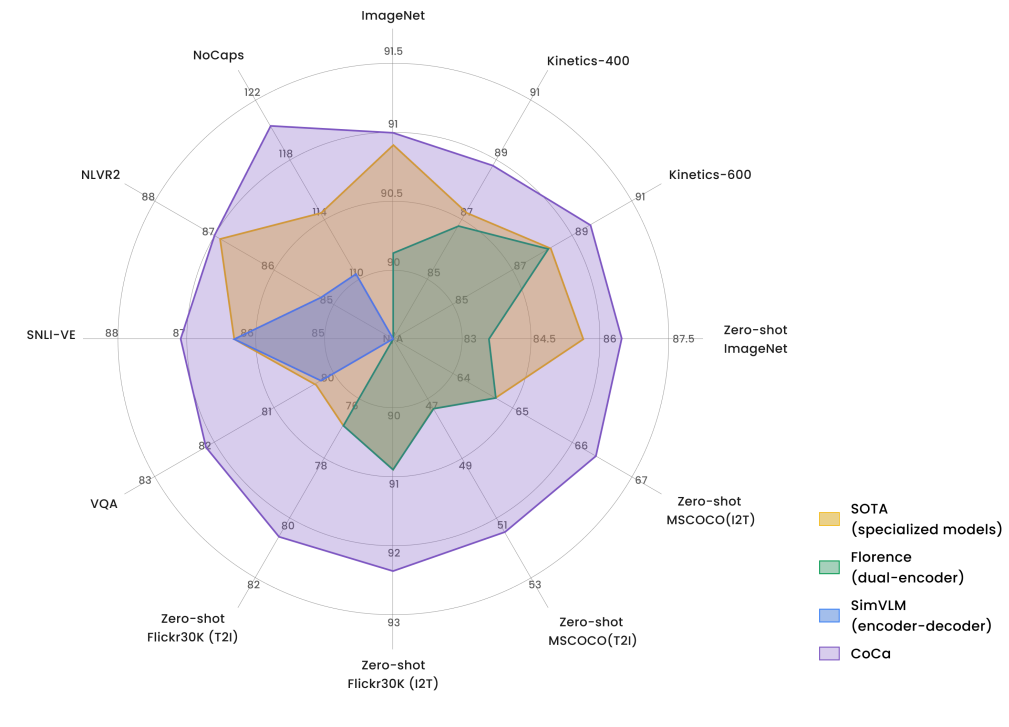 ImageNet
91.5
91
90.5
90
Kinetics-400
91
89
87
85
Kinetics-600
91
89
87
85
Zero-shot
ImageNet
87.5
86
84.5
83
Zero-shot
MSCOCO(I2T)
67
66
65
64
Zero-shot
MSCOCO(T2I)
53
51
49
47
Zero-shot
Flickr30K (I2T)
93
92
91
90
Zero-shot
Flickr30K (T2I)
82
80
78
76
VQA
83
82
81
80
SNLI-VE
88
87
86
85
NLVR2
88
87
86
85
NoCaps
122
118
114
110
N/A
SOTA
(specialized models)
Florence
(dual-encoder)
SimVLM
(encoder-decoder)
CoCa